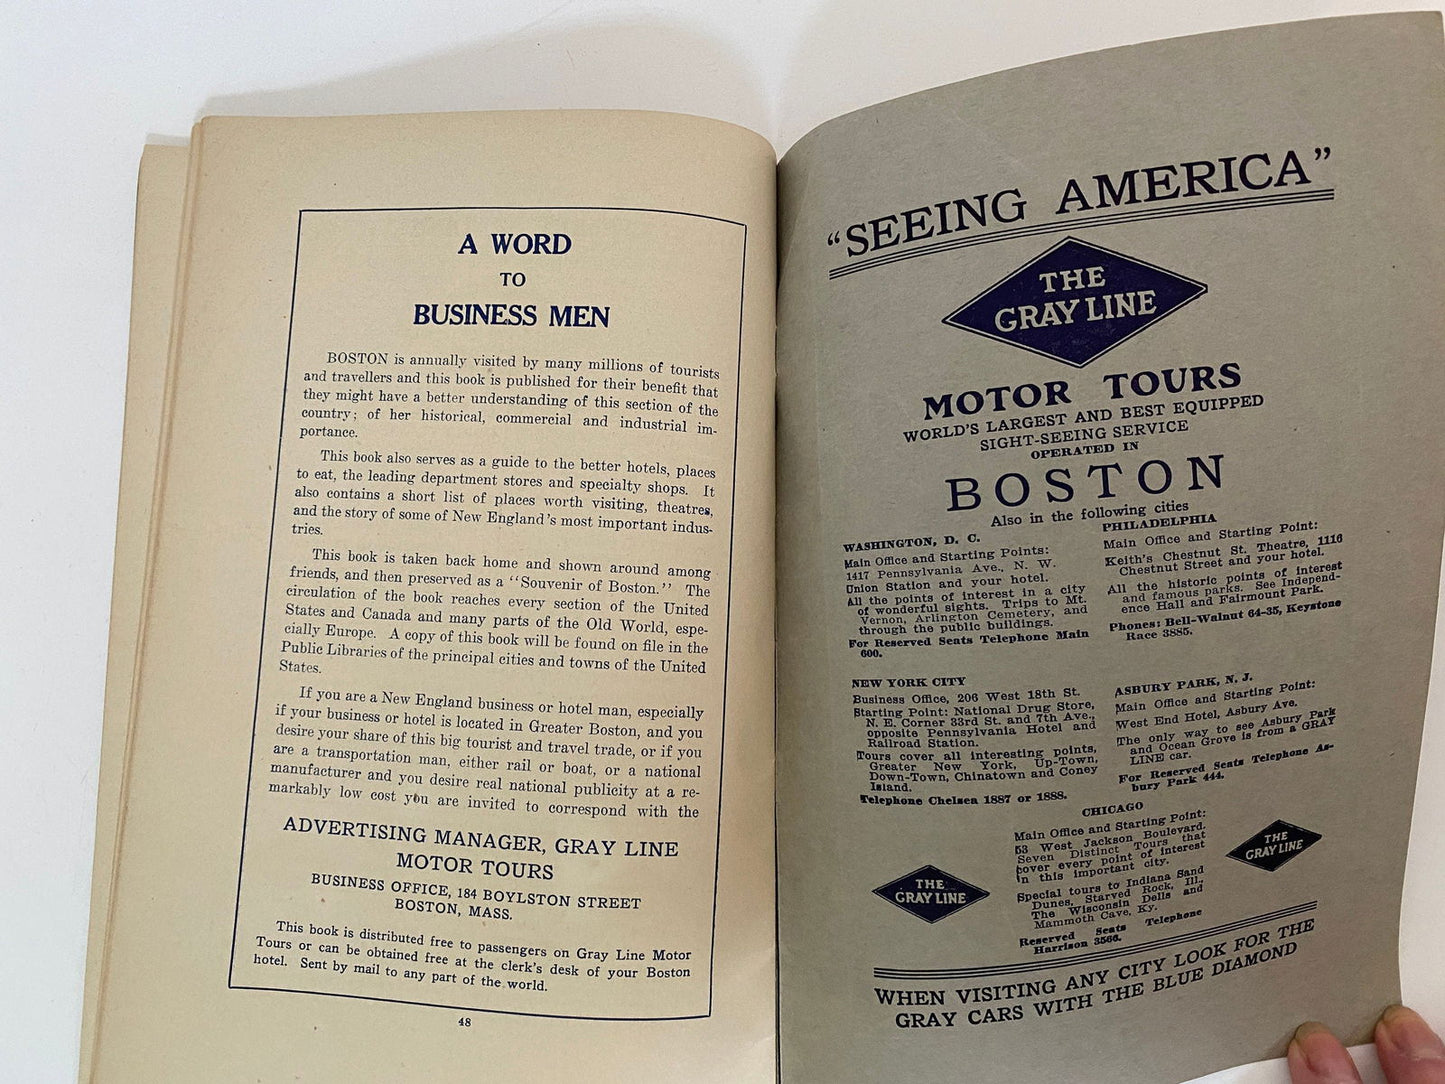 A WORD
TO
BUSINESS MEN
BOSTON is annually visited by many millions of tourists
and travellers and this book is published for their benefit that
they might have a better understanding of this section of the
country; of her historical, commercial and industrial im-
portance.
This book also serves as a guide to the better hotels, places
to eat, the leading department stores and specialty shops. It
also contains a short list of places worth visiting, theatres,
and the story of some of New England's most important indus-
tries.
This book is taken back home and shown around among
friends, and then preserved as a "Souvenir of Boston." The
circulation of the book reaches every section of the United
States and Canada and many parts of the Old World, espe-
cially Europe. A copy of this book will be found on file in the
Public Libraries of the principal cities and towns of the United
States.
If you are a New England business or hotel man, especially
if your business or hotel is located in Greater Boston, and you
desire your share of this big tourist and travel trade, or if you
are a transportation man, either rail or boat, or a national
manufacturer and you desire real national publicity at a re-
markably low cost you are invited to correspond with the
ADVERTISING MANAGER, GRAY LINE
MOTOR TOURS
BUSINESS OFFICE, 184 BOYLSTON STREET
BOSTON, MASS.
This book is distributed free to passengers on Gray Line Motor
Tours or can be obtained free at the clerk's desk of your Boston
hotel. Sent by mail to any part of the world.
48
"SEEING AMERICA"
THE
GRAY LINE
MOTOR TOURS
WORLD'S LARGEST AND BEST EQUIPPED
SIGHT-SEEING SERVICE
OPERATED IN
BOSTON
Also in the following cities
WASHINGTON, D. C.
Main Office and Starting Points:
1417 Pennsylvania Ave., N. W.
Union Station and your hotel.
All the points of interest in a city
of wonderful sights. Trips to Mt.
Vernon, Arlington Cemetery, and
through the public buildings.
For Reserved Seats Telephone Main
600.
PHILADELPHIA
Main Office and Starting Point:
Keith's Chestnut St. Theatre, 1116
Chestnut Street and your hotel.
All the historic points of interest
and famous parks. See Independ-
ence Hall and Fairmount Park.
Phones: Bell-Walnut 64-35, Keystone
Race 3885.
NEW YORK CITY
Business Office, 206 West 18th St.
Starting Point: National Drug Store,
N. E. Corner 33rd St. and 7th Ave.,
opposite Pennsylvania Hotel and
Railroad Station.
Tours cover all interesting points,
Greater New York, Up-Town,
Down-Town, Chinatown and Coney
Island.
Telephone Chelsea 1887 or 1888.
ASBURY PARK, N. J.
Main Office and Starting Point:
West End Hotel, Asbury Ave.
The only way to see Asbury Park
and Ocean Grove is from a GRAY
LINE car.
For Reserved Seats Telephone As-
bury Park 444.
CHICAGO
Main Office and Starting Point:
53 West Jackson Boulevard.
Seven Distinct Tours that
cover every point of interest
in this important city.
Special tours to Indiana Sand
Dunes, Starved Rock, Ill.,
The Wisconsin Dells and
Mammoth Cave, Ky.
Reserved Seats Telephone
Harrison 3566.
THE
GRAY LINE
THE
GRAY LINE
WHEN VISITING ANY CITY LOOK FOR THE
GRAY CARS WITH THE BLUE DIAMOND